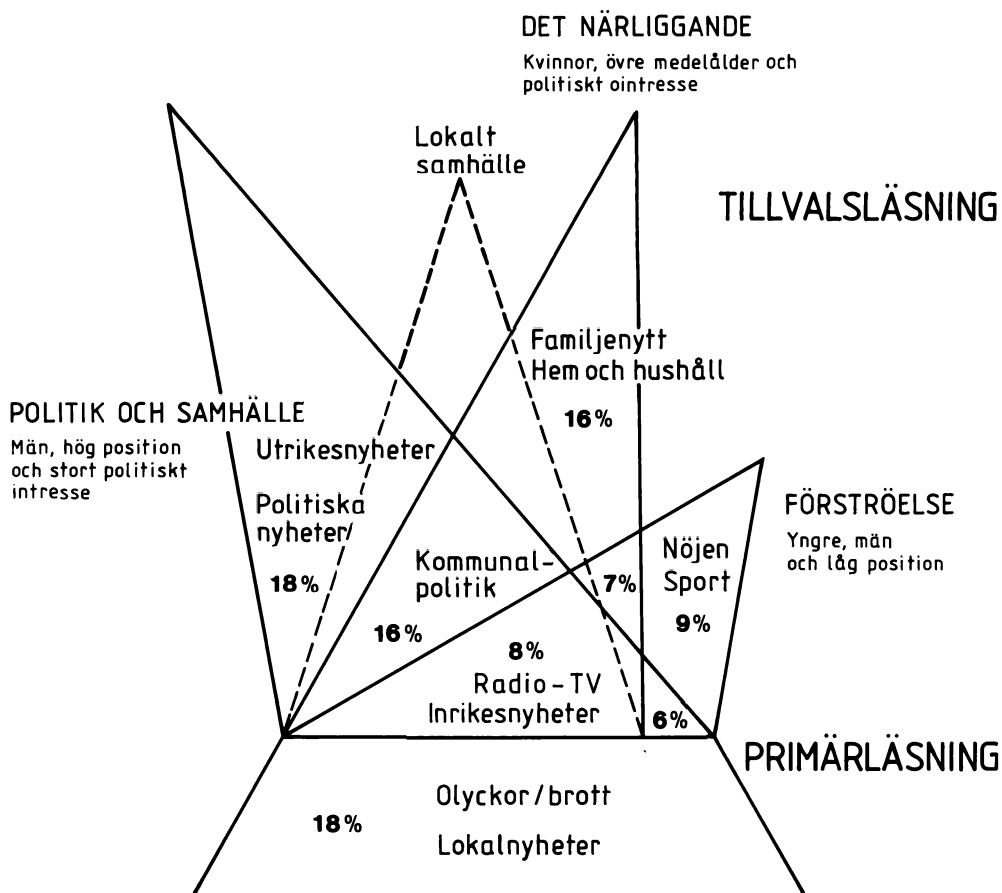 DET NÄRLIGGANDE
Kvinnor, övre medelålder och
politiskt ointresse
Lokalt
samhälle
TILLVALSLÄSNING
Familjenytt
Hem och hushåll
16%
POLITIK OCH SAMHÄLLE
Män, hög position
och stort politiskt
intresse
Utrikesnyheter
Politiska
nyheter
18%
Kommunal-
politik
16%
7%
Nöjen
Sport
9%
FÖRSTRÖELSE
Yngre, män
och låg position
8%
Radio-TV
Inrikesnyheter
6%
PRIMÄRLÄSNING
Olyckor/brott
18%
Lokalnyheter